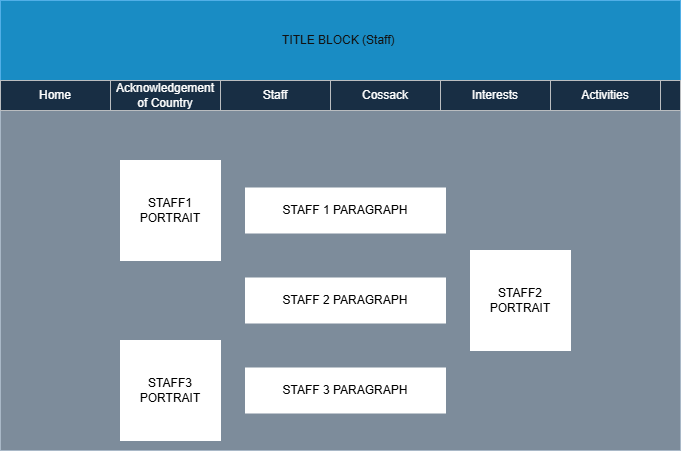 TITLE BLOCK (Staff)
Home
Acknowledgement
of Country
Staff
Cossack
Interests
Activities
STAFF1
PORTRAIT
STAFF 1 PARAGRAPH
STAFF 2 PARAGRAPH
STAFF2
PORTRAIT
STAFF3
PORTRAIT
STAFF 3 PARAGRAPH